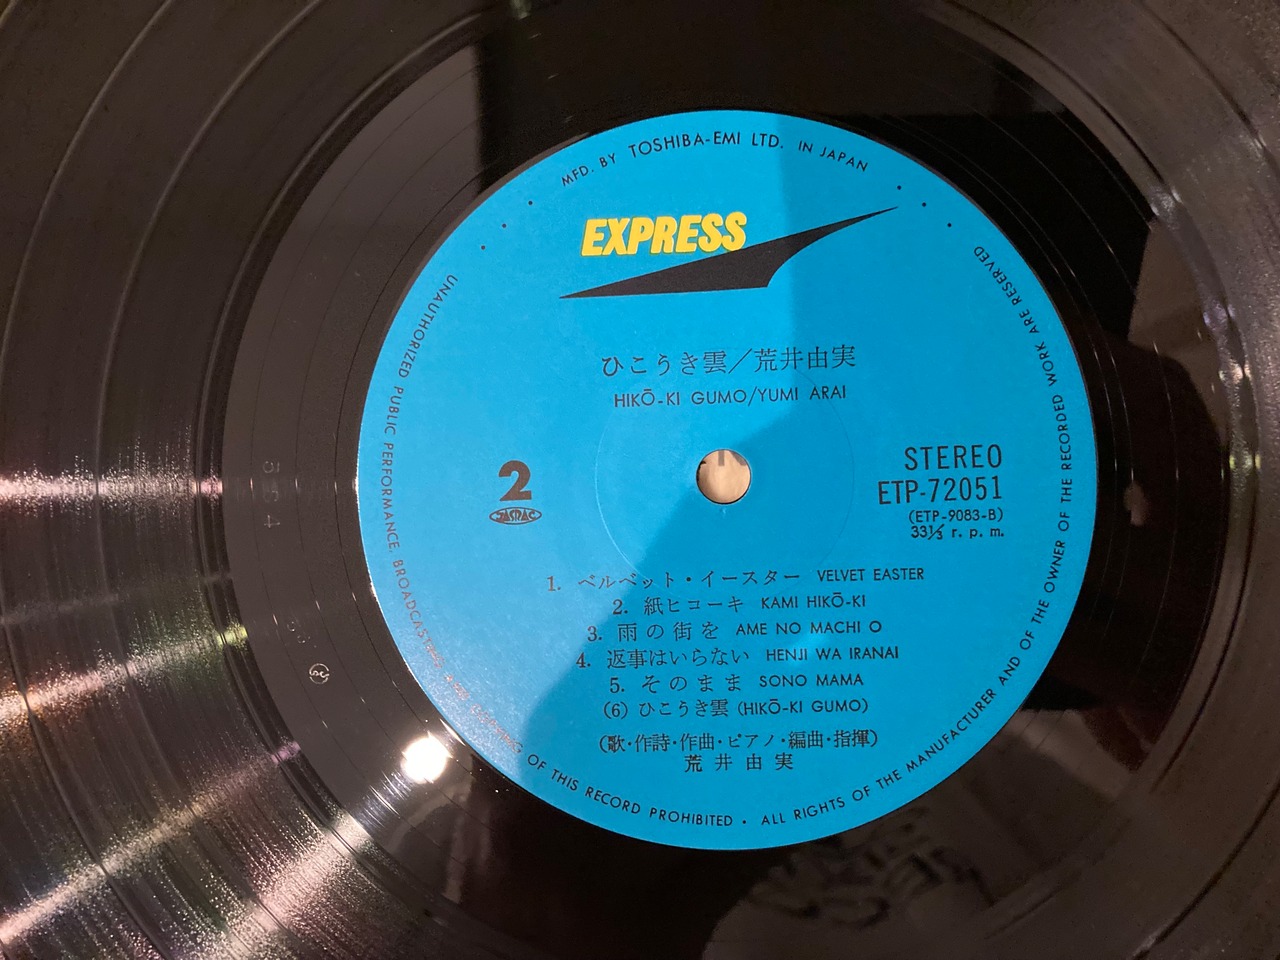 MFD. BY TOSHIBA-EMI LTD. IN JAPAN
EXPRESS
ひこうき雲／荒井由実
HIKŌ-KI GUMO/YUMI ARAI
2
JASRAC
STEREO
ETP-72051
(ETP-9083-B)
33⅓ r. p. m.
1. ベルベット・イースター VELVET EASTER
2. 紙ヒコーキ KAMI HIKŌ-KI
3. 雨の街を AME NO MACHI O
4. 返事はいらない HENJI WA IRANAI
5. そのまま SONO MAMA
(6) ひこうき雲 (HIKŌ-KI GUMO)
(歌・作詩・作曲・ピアノ・編曲・指揮)
荒井由実
UNAUTHORIZED PUBLIC PERFORMANCE, BROADCASTING AND COPYING OF THIS RECORD PROHIBITED · ALL RIGHTS OF THE MANUFACTURER AND OF THE OWNER OF THE RECORDED WORK ARE RESERVED